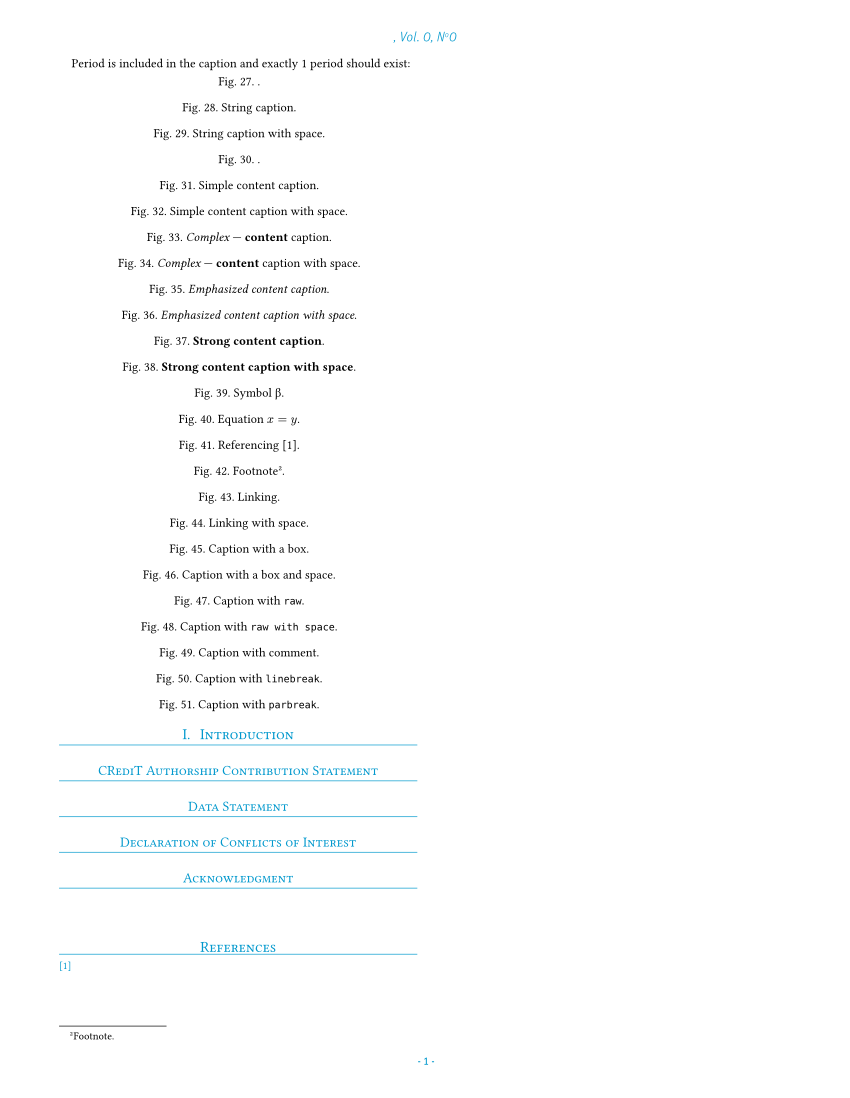 , Vol. 0, Nº0
Period is included in the caption and exactly 1 period should exist:
Fig. 27. .
Fig. 28. String caption.
Fig. 29. String caption with space.
Fig. 30. .
Fig. 31. Simple content caption.
Fig. 32. Simple content caption with space.
Fig. 33. Complex — content caption.
Fig. 34. Complex — content caption with space.
Fig. 35. Emphasized content caption.
Fig. 36. Emphasized content caption with space.
Fig. 37. Strong content caption.
Fig. 38. Strong content caption with space.
Fig. 39. Symbol β.
Fig. 40. Equation x = y.
Fig. 41. Referencing [1].
Fig. 42. Footnote².
Fig. 43. Linking.
Fig. 44. Linking with space.
Fig. 45. Caption with a box.
Fig. 46. Caption with a box and space.
Fig. 47. Caption with raw.
Fig. 48. Caption with raw with space.
Fig. 49. Caption with comment.
Fig. 50. Caption with linebreak.
Fig. 51. Caption with parbreak.
I. Introduction
CRediT Authorship Contribution Statement
Data Statement
Declaration of Conflicts of Interest
Acknowledgment
References
[1]
²Footnote.
- 1 -